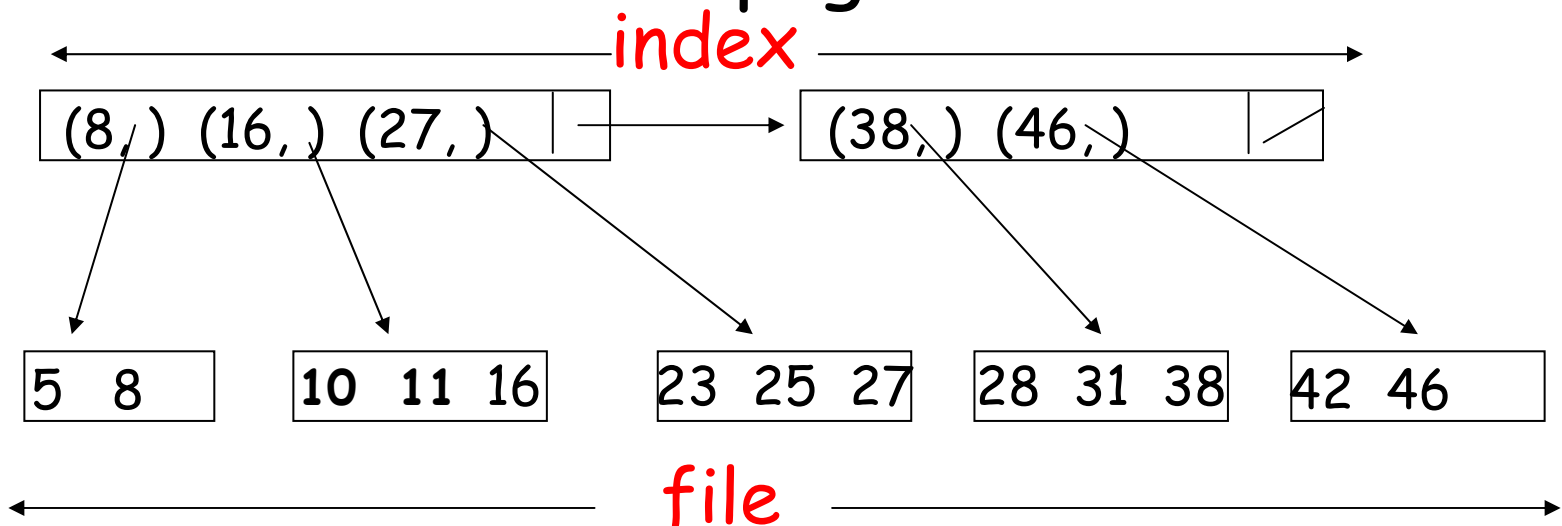 index
(8, ) (16, ) (27, ) (38, ) (46, )
5 8 10 11 16 23 25 27 28 31 38 42 46
file